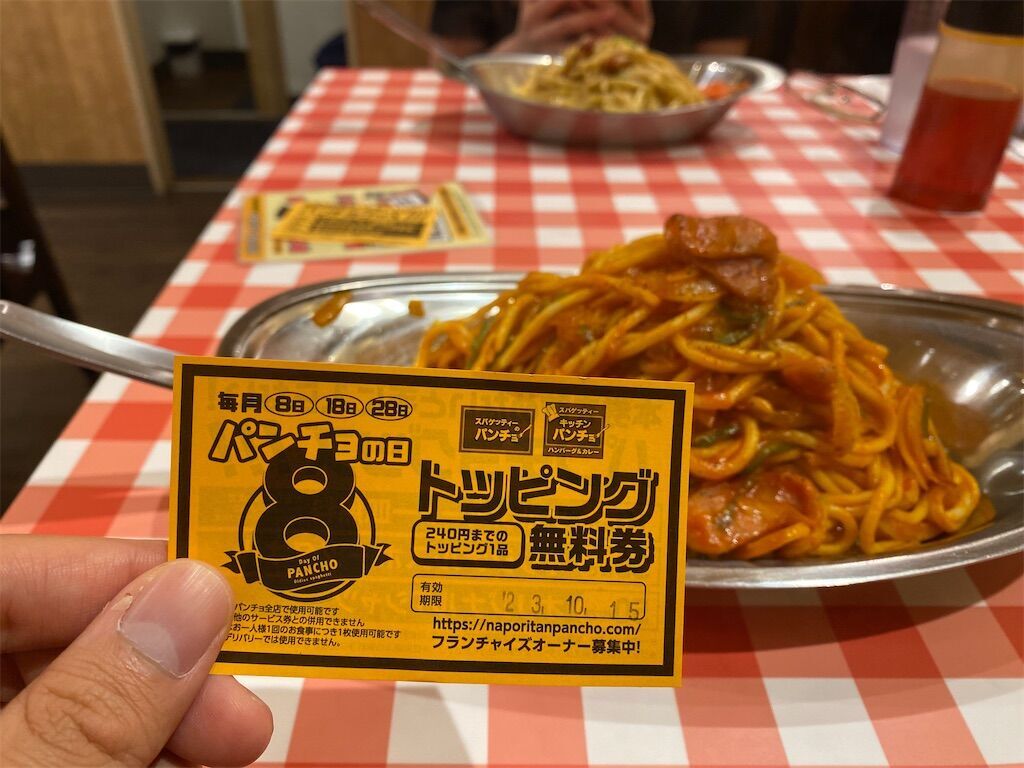 毎月 8日 18日 28日
パンチョの日
8
Day Of
PANCHO
Oldies spaghetti
スパゲッティーの
パンチョ
スパゲッティー
キッチン
パンチョ
ハンバーグ&カレー
トッピング
240円までの
トッピング1品
無料券
有効
期限
'23, 10, 15
https://naporitanpancho.com/
フランチャイズオーナー募集中!
パンチョ全店で使用可能です
他のサービス券との併用できません
お一人様1回のお食事につき1枚使用可能です
デリバリーでは使用できません。